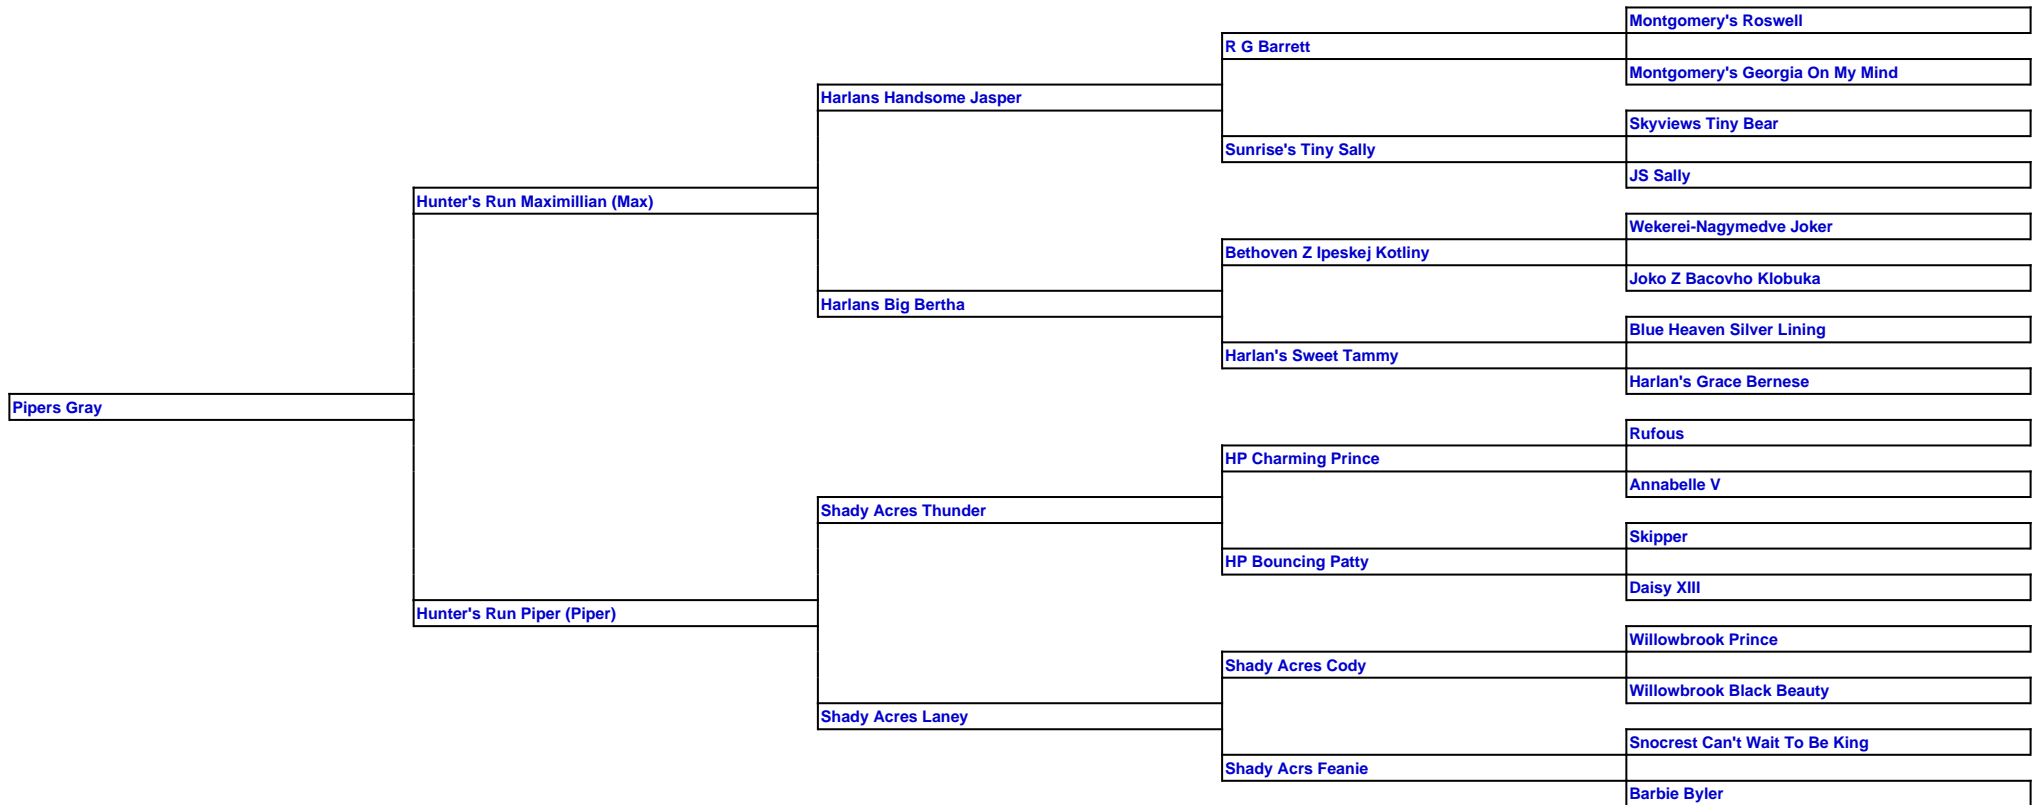 Montgomery's Roswell
R G Barrett
Montgomery's Georgia On My Mind
Harlans Handsome Jasper
Skyviews Tiny Bear
Sunrise's Tiny Sally
JS Sally
Hunter's Run Maximillian (Max)
Wekerei-Nagymedve Joker
Bethoven Z Ipeskej Kotliny
Joko Z Bacovho Klobuka
Harlans Big Bertha
Blue Heaven Silver Lining
Harlan's Sweet Tammy
Harlan's Grace Bernese
Pipers Gray
Rufous
HP Charming Prince
Annabelle V
Shady Acres Thunder
Skipper
HP Bouncing Patty
Daisy XIII
Hunter's Run Piper (Piper)
Willowbrook Prince
Shady Acres Cody
Willowbrook Black Beauty
Shady Acres Laney
Snocrest Can't Wait To Be King
Shady Acrs Feanie
Barbie Byler